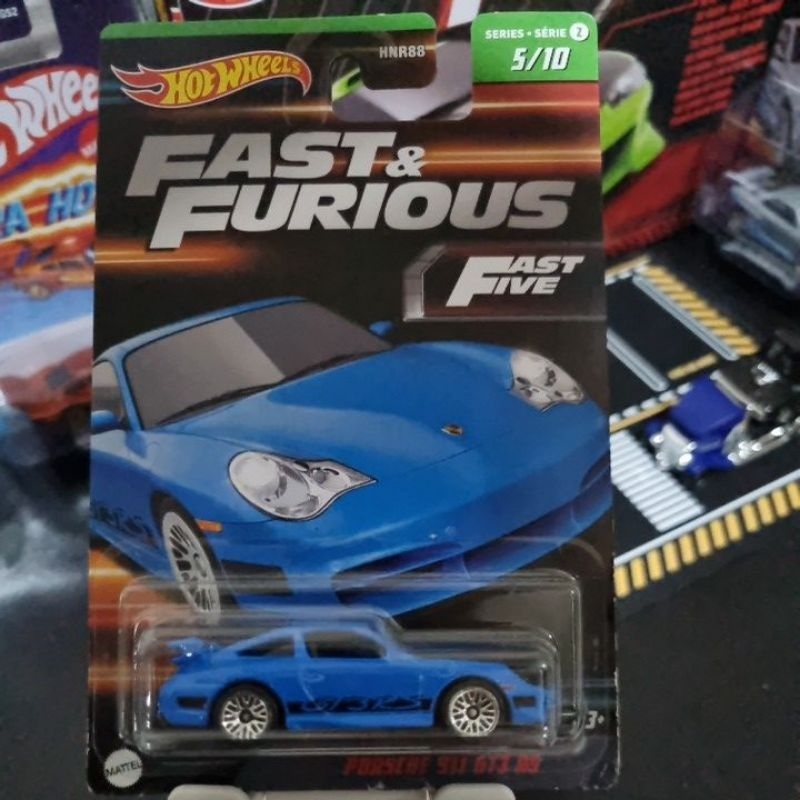 HNR88
SERIES • SÉRIE 2
5/10
HOT WHEELS
FAST &
FURIOUS
FAST
FIVE
GT3RS
3+
MATTEL
PORSCHE 911 GT3 RS